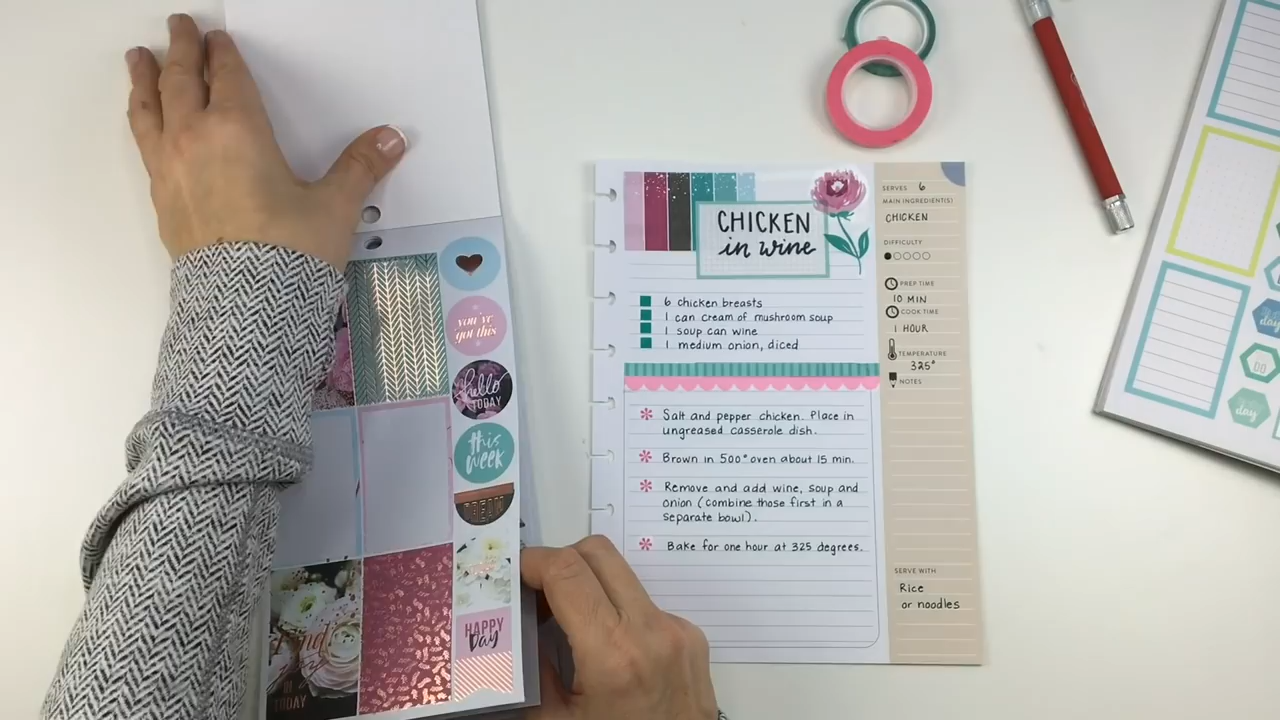 you've
got this
hello
TODAY
this
week
DREAM
HAPPY
Day
TODAY
CHICKEN
in wine
6 chicken breasts
1 can cream of mushroom soup
1 soup can wine
1 medium onion, diced
Salt and pepper chicken. Place in
ungreased casserole dish.
Brown in 500° oven about 15 min.
Remove and add wine, soup and
onion (combine those first in a
separate bowl).
Bake for one hour at 325 degrees.
SERVES 6
MAIN INGREDIENT(S)
CHICKEN
DIFFICULTY
PREP TIME
10 MIN
COOK TIME
1 HOUR
TEMPERATURE
325°
NOTES
SERVE WITH
Rice
or noodles
DO
day